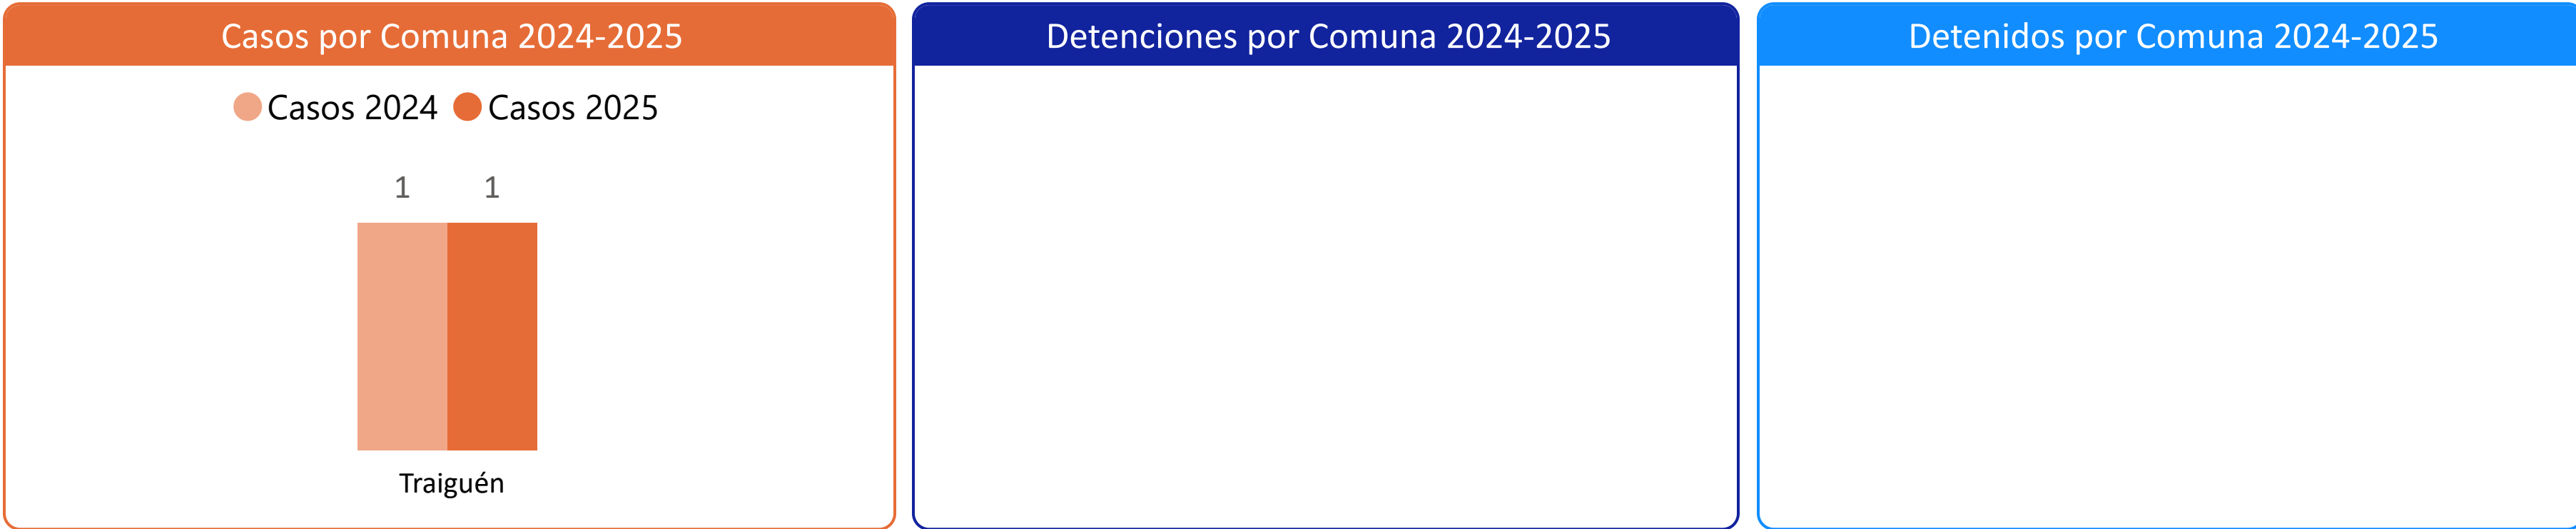 Casos por Comuna 2024-2025
Casos 2024 Casos 2025
1 1
Traiguén
Detenciones por Comuna 2024-2025
Detenidos por Comuna 2024-2025